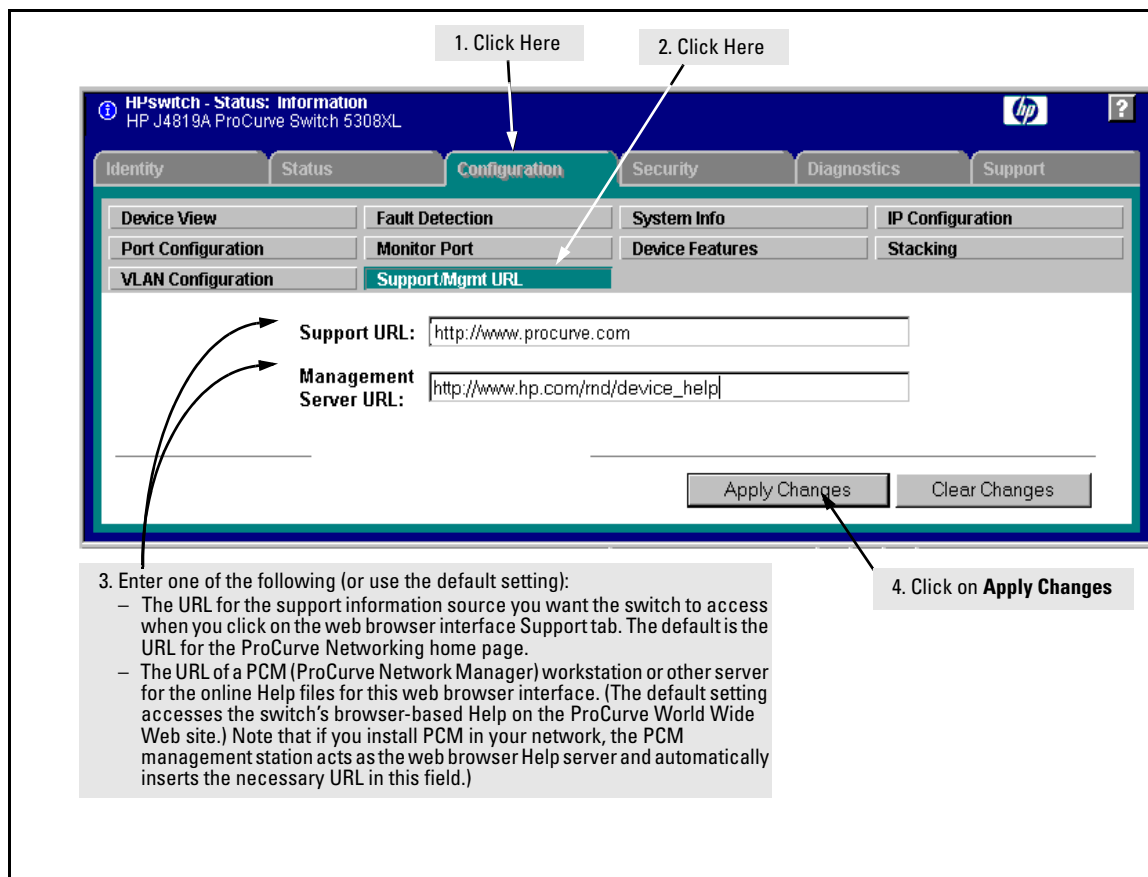 1. Click Here
2. Click Here
HPswitch - Status: Information
HP J4819A ProCurve Switch 5308XL
hp
?
Identity
Status
Configuration
Security
Diagnostics
Support
Device View
Fault Detection
System Info
IP Configuration
Port Configuration
Monitor Port
Device Features
Stacking
VLAN Configuration
Support/Mgmt URL
Support URL:
http://www.procurve.com
Management
Server URL:
http://www.hp.com/rnd/device_help
Apply Changes
Clear Changes
3. Enter one of the following (or use the default setting):
– The URL for the support information source you want the switch to access
when you click on the web browser interface Support tab. The default is the
URL for the ProCurve Networking home page.
– The URL of a PCM (ProCurve Network Manager) workstation or other server
for the online Help files for this web browser interface. (The default setting
accesses the switch's browser-based Help on the ProCurve World Wide
Web site.) Note that if you install PCM in your network, the PCM
management station acts as the web browser Help server and automatically
inserts the necessary URL in this field.)
4. Click on Apply Changes